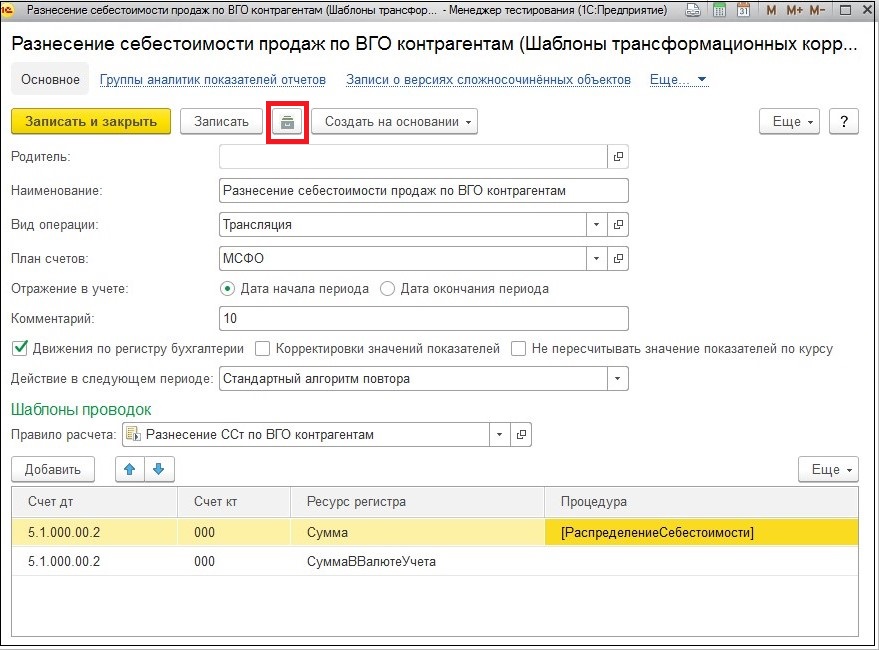 Разнесение себестоимости продаж по ВГО контрагентам (Шаблоны трансфор... - Менеджер тестирования (1С:Предприятие) 31 M M+ M-
Разнесение себестоимости продаж по ВГО контрагентам (Шаблоны трансформационных корр...
Основное Группы аналитик показателей отчетов Записи о версиях сложносочинённых объектов Еще...
Записать и закрыть Записать Создать на основании Еще ?
Родитель:
Наименование: Разнесение себестоимости продаж по ВГО контрагентам
Вид операции: Трансляция
План счетов: МСФО
Отражение в учете: Дата начала периода Дата окончания периода
Комментарий: 10
Движения по регистру бухгалтерии Корректировки значений показателей Не пересчитывать значение показателей по курсу
Действие в следующем периоде: Стандартный алгоритм повтора
Шаблоны проводок
Правило расчета: Разнесение ССт по ВГО контрагентам
Добавить Еще
Счет дт Счет кт Ресурс регистра Процедура
5.1.000.00.2 000 Сумма [РаспределениеСебестоимости]
5.1.000.00.2 000 СуммаВВалютеУчета